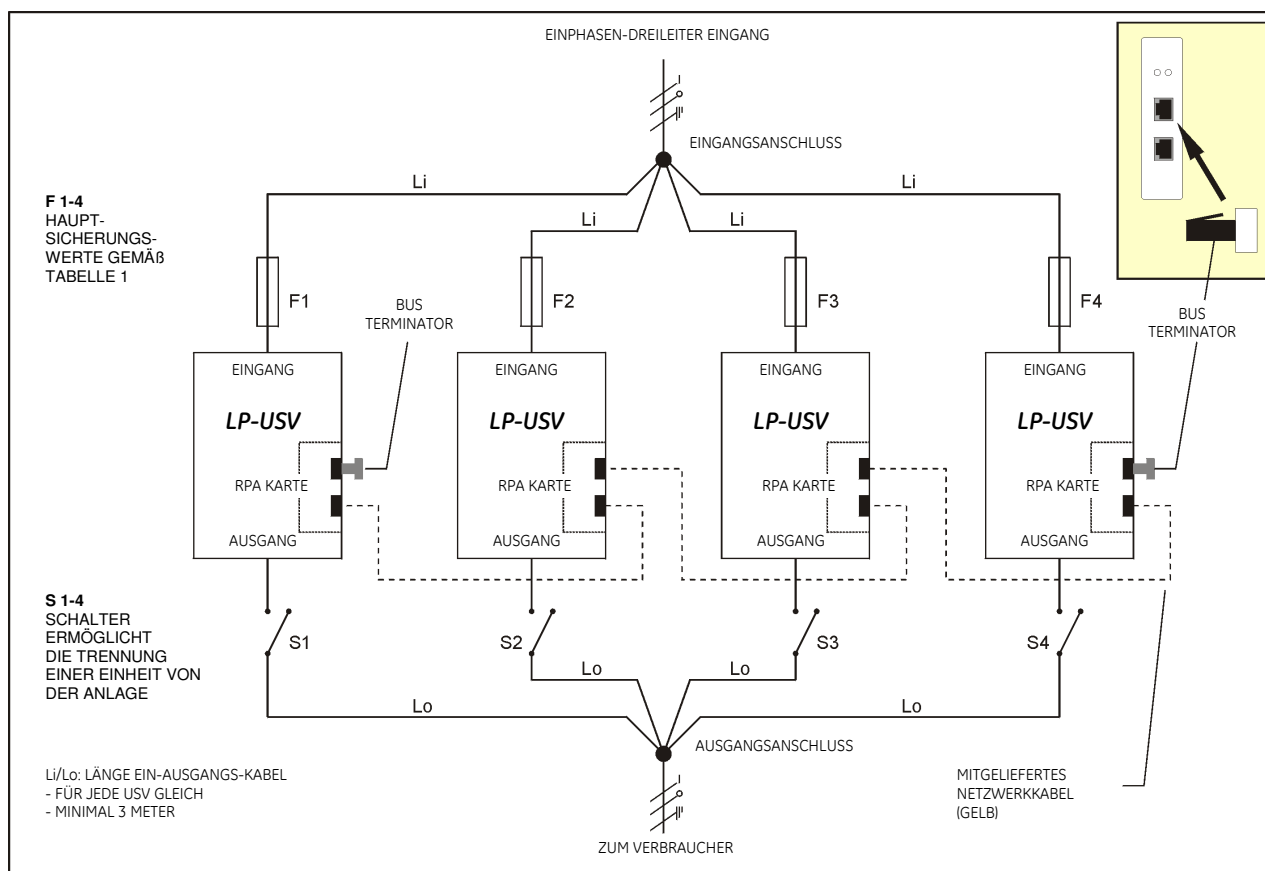 EINPHASEN-DREILEITER EINGANG
EINGANGSANSCHLUSS
Li
Li
Li
Li
F 1-4
HAUPT-
SICHERUNGS-
WERTE GEMÄß
TABELLE 1
F1
F2
F3
F4
BUS
TERMINATOR
BUS
TERMINATOR
EINGANG
EINGANG
EINGANG
EINGANG
LP-USV
LP-USV
LP-USV
LP-USV
RPA KARTE
RPA KARTE
RPA KARTE
RPA KARTE
AUSGANG
AUSGANG
AUSGANG
AUSGANG
S 1-4
SCHALTER
ERMÖGLICHT
DIE TRENNUNG
EINER EINHEIT VON
DER ANLAGE
S1
S2
S3
S4
Lo
Lo
Lo
Lo
AUSGANGSANSCHLUSS
Li/Lo: LÄNGE EIN-AUSGANGS-KABEL
- FÜR JEDE USV GLEICH
- MINIMAL 3 METER
MITGELIEFERTES
NETZWERKKABEL
(GELB)
ZUM VERBRAUCHER